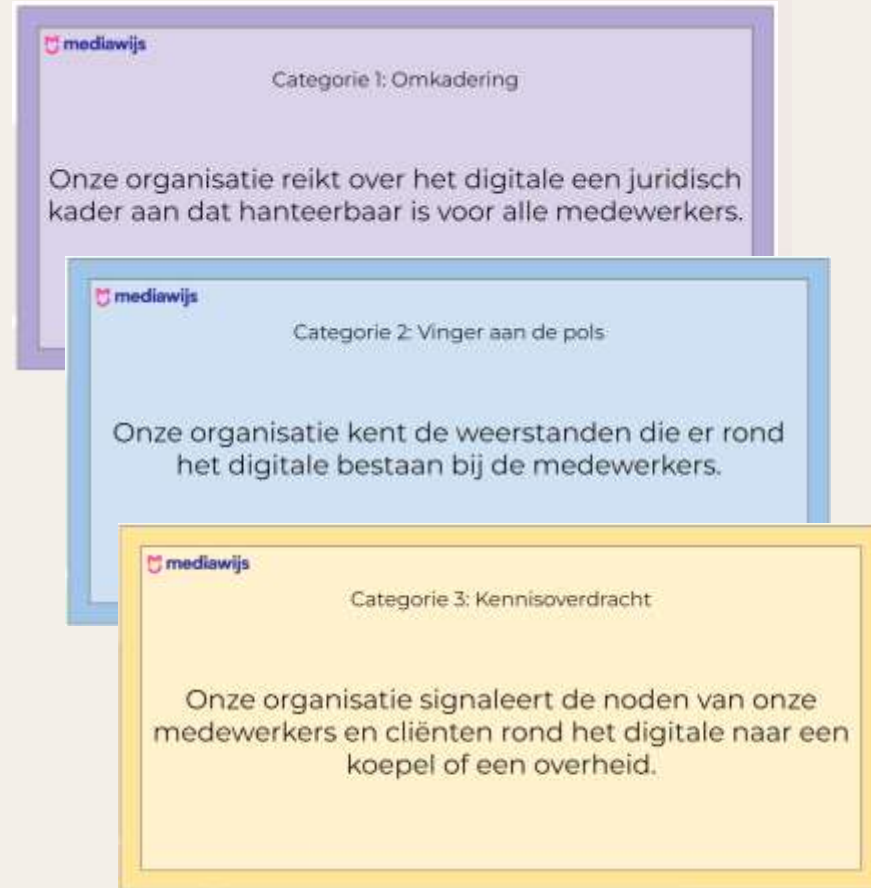 mediawijs
Categorie 1: Omkadering
Onze organisatie reikt over het digitale een juridisch
kader aan dat hanteerbaar is voor alle medewerkers.
mediawijs
Categorie 2: Vinger aan de pols
Onze organisatie kent de weerstanden die er rond
het digitale bestaan bij de medewerkers.
mediawijs
Categorie 3: Kennisoverdracht
Onze organisatie signaleert de noden van onze
medewerkers en cliënten rond het digitale naar een
koepel of een overheid.